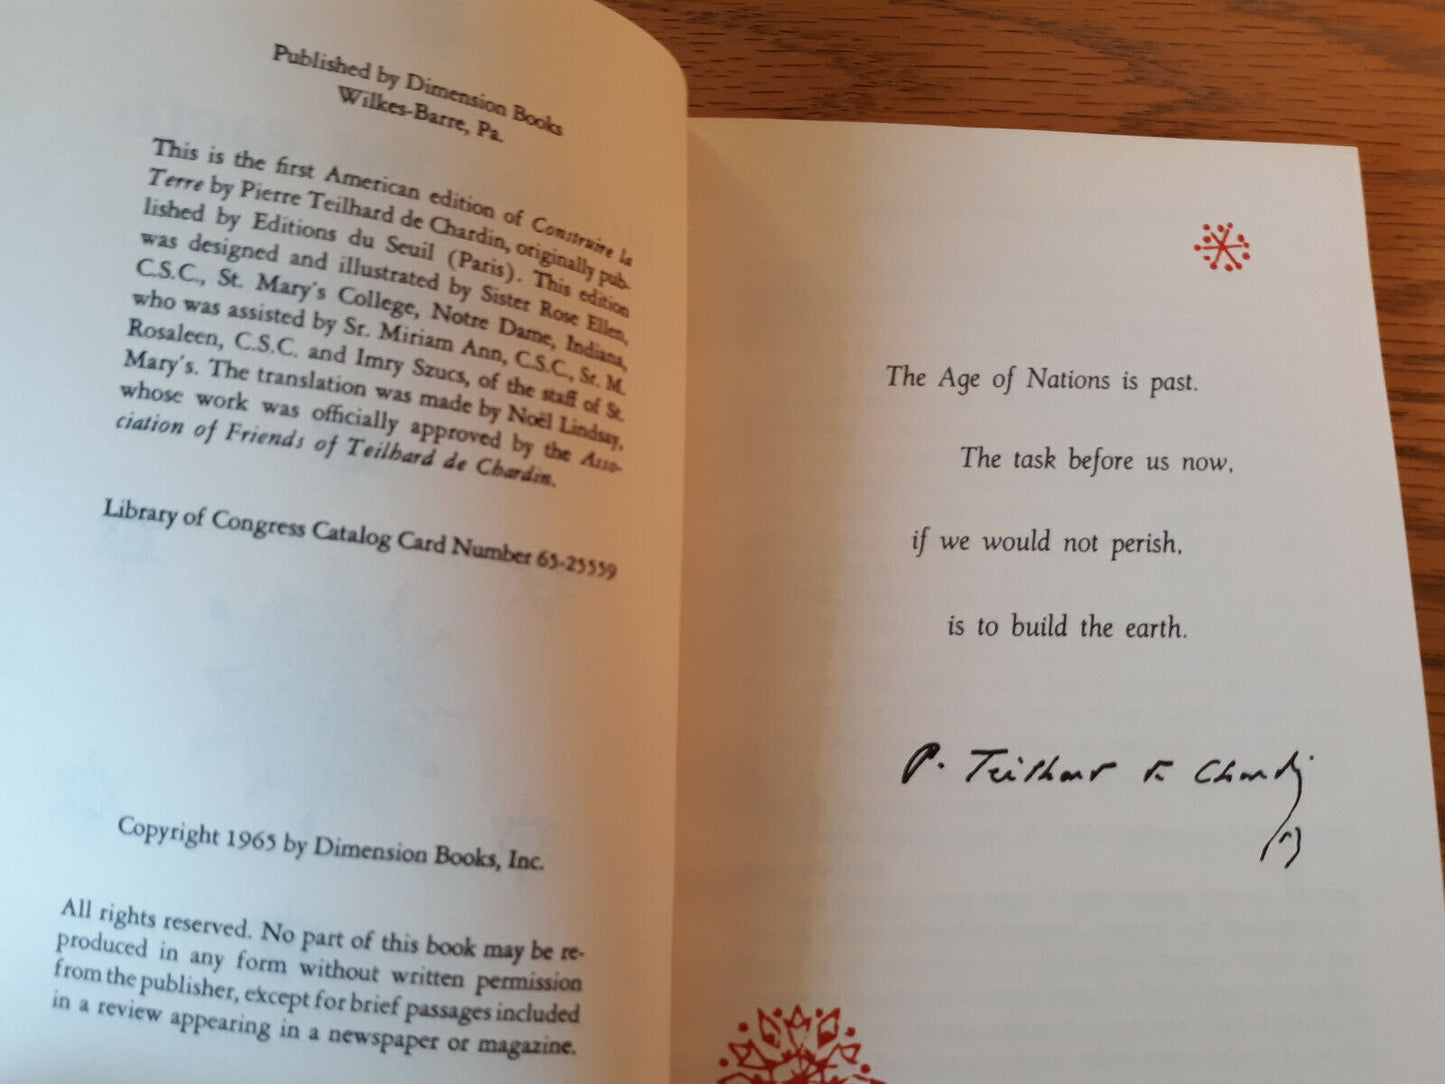 Published by Dimension Books
Wilkes-Barre, Pa.
This is the first American edition of Construire la
Terre by Pierre Teilhard de Chardin, originally pub-
lished by Editions du Seuil (Paris). This edition
was designed and illustrated by Sister Rose Ellen,
C.S.C., St. Mary's College, Notre Dame, Indiana,
who was assisted by Sr. Miriam Ann, C.S.C., Sr. M.
Rosaleen, C.S.C. and Imry Szucs, of the staff of St.
Mary's. The translation was made by Noël Lindsay,
whose work was officially approved by the Asso-
ciation of Friends of Teilhard de Chardin.
Library of Congress Catalog Card Number 65-25559
Copyright 1965 by Dimension Books, Inc.
All rights reserved. No part of this book may be re-
produced in any form without written permission
from the publisher, except for brief passages included
in a review appearing in a newspaper or magazine.
The Age of Nations is past.
The task before us now,
if we would not perish,
is to build the earth.
P. Teilhard de Chardin